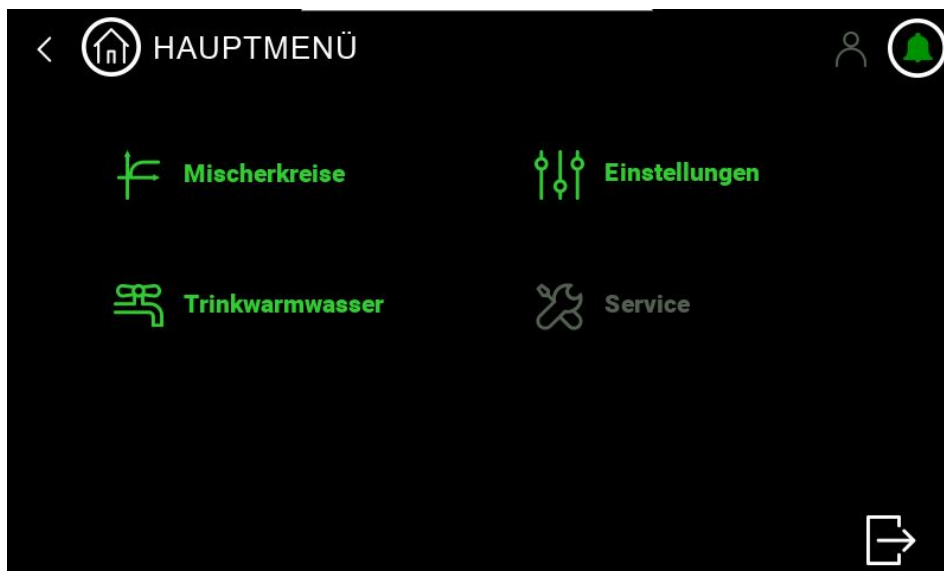 HAUPTMENÜ
Mischerkreise
Einstellungen
Trinkwarmwasser
Service